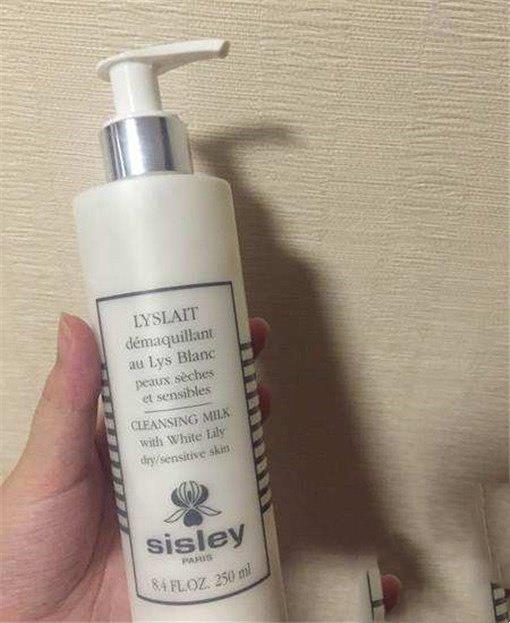 LYSLAIT
démaquillant
au Lys Blanc
peaux sèches
et sensibles
CLEANSING MILK
with White Lily
dry/sensitive skin
sisley
PARIS
8.4 FL.OZ. 250 ml